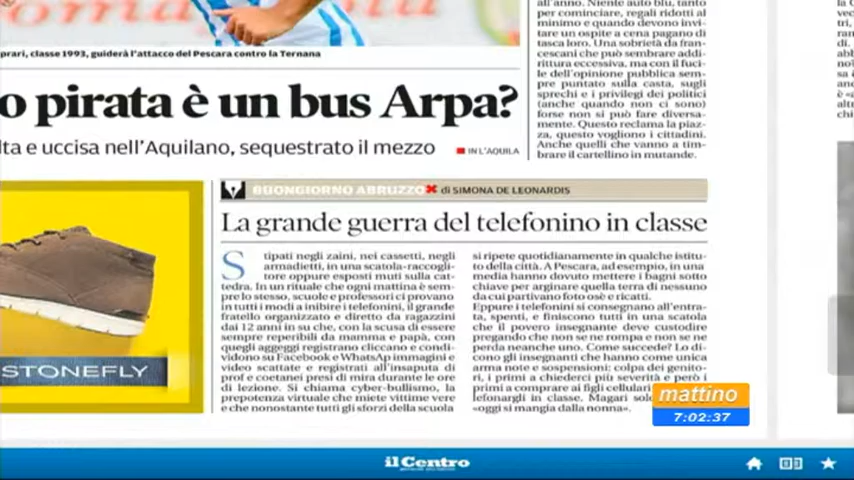 prari, classe 1993, guiderà l'attacco del Pescara contro la Ternana
o pirata è un bus Arpa?
lta e uccisa nell'Aquilano, sequestrato il mezzo
IN L'AQUILA
all'anno. Niente auto blu, tanto
per cominciare, regali ridotti al
minimo e quando devono invi-
tare un ospite a cena pagano di
tasca loro. Una sobrietà da fran-
cescani che può sembrare addi-
rittura eccessiva, ma con il fuci-
le dell'opinione pubblica sem-
pre puntato sulla casta, sugli
sprechi e i privilegi dei politici
(anche quando non ci sono)
forse non si può fare diversa-
mente. Questo reclama la piaz-
za, questo vogliono i cittadini.
Anche quelli che vanno a tim-
brare il cartellino in mutande.
BUONGIORNO ABRUZZO di SIMONA DE LEONARDIS
La grande guerra del telefonino in classe
Stipati negli zaini, nei cassetti, negli
armadietti, in una scatola-raccogli-
tore oppure esposti muti sulla cat-
tedra. In un rituale che ogni mattina è sem-
pre lo stesso, scuole e professori ci provano
in tutti i modi a inibire i telefonini, il grande
fratello organizzato e diretto da ragazzini
dai 12 anni in su che, con la scusa di essere
sempre reperibili da mamma e papà, con
quegli aggeggi registrano cliccano e condi-
vidono su Facebook e WhatsAp immagini e
video scattate e registrati all'insaputa di
prof e coetanei presi di mira durante le ore
di lezione. Si chiama cyber-bullismo, la
prepotenza virtuale che miete vittime vere
e che nonostante tutti gli sforzi della scuola
si ripete quotidianamente in qualche istitu-
to della città. A Pescara, ad esempio, in una
media hanno dovuto mettere i bagni sotto
chiave per arginare quella terra di nessuno
da cui partivano foto osè e ricatti.
Eppure i telefonini si consegnano all'entra-
ta, spenti, e finiscono tutti in una scatola
che il povero insegnante deve custodire
pregando che non se ne rompa e non se ne
ne perda neanche uno. Come succede? Lo di-
cono gli insegnanti che hanno come unica
arma note e sospensioni: colpa dei genito-
ri, i primi a chiederci più severità e però i
primi a comprare ai figli cellulari
lefonargli in classe. Magari solo
«oggi si mangia dalla nonna».
STONEFLY
mattino
7:02:37
il Centro